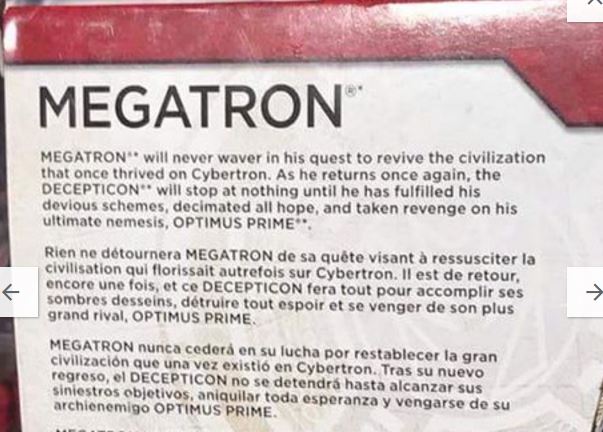 MEGATRON®*
MEGATRON** will never waver in his quest to revive the civilization
that once thrived on Cybertron. As he returns once again, the
DECEPTICON** will stop at nothing until he has fulfilled his
devious schemes, decimated all hope, and taken revenge on his
ultimate nemesis, OPTIMUS PRIME**.
Rien ne détournera MEGATRON de sa quête visant à ressusciter la
civilisation qui florissait autrefois sur Cybertron. Il est de retour,
encore une fois, et ce DECEPTICON fera tout pour accomplir ses
sombres desseins, détruire tout espoir et se venger de son plus
grand rival, OPTIMUS PRIME.
MEGATRON nunca cederá en su lucha por restablecer la gran
civilización que una vez existió en Cybertron. Tras su nuevo
regreso, el DECEPTICON no se detendrá hasta alcanzar sus
siniestros objetivos, aniquilar toda esperanza y vengarse de su
archienemigo OPTIMUS PRIME.